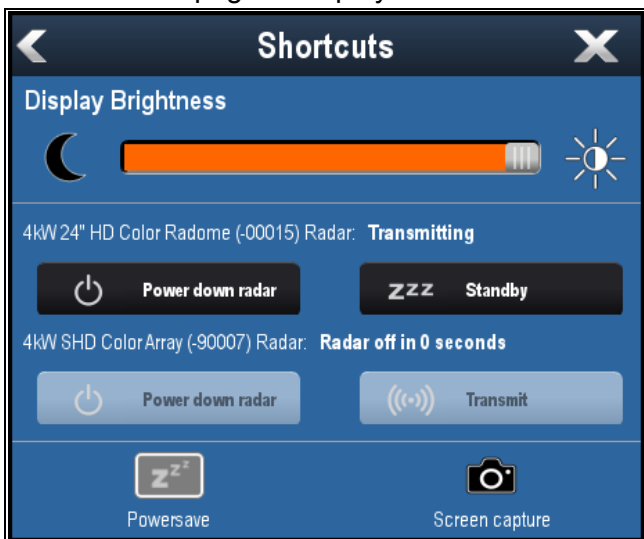 Shortcuts
Display Brightness
4kW 24" HD Color Radome (-00015) Radar: Transmitting
Power down radar
zzz Standby
4kW SHD Color Array (-90007) Radar: Radar off in 0 seconds
Power down radar
Transmit
zzz
Powersave
Screen capture